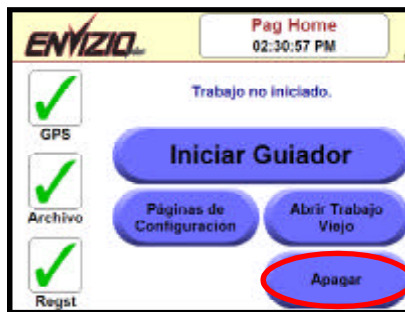 ENVIZIO
Pag Home
02:30:57 PM
Trabajo no iniciado.
GPS
Iniciar Guiador
Archivo
Páginas de
Configuración
Abrir Trabajo
Viejo
Regst
Apagar